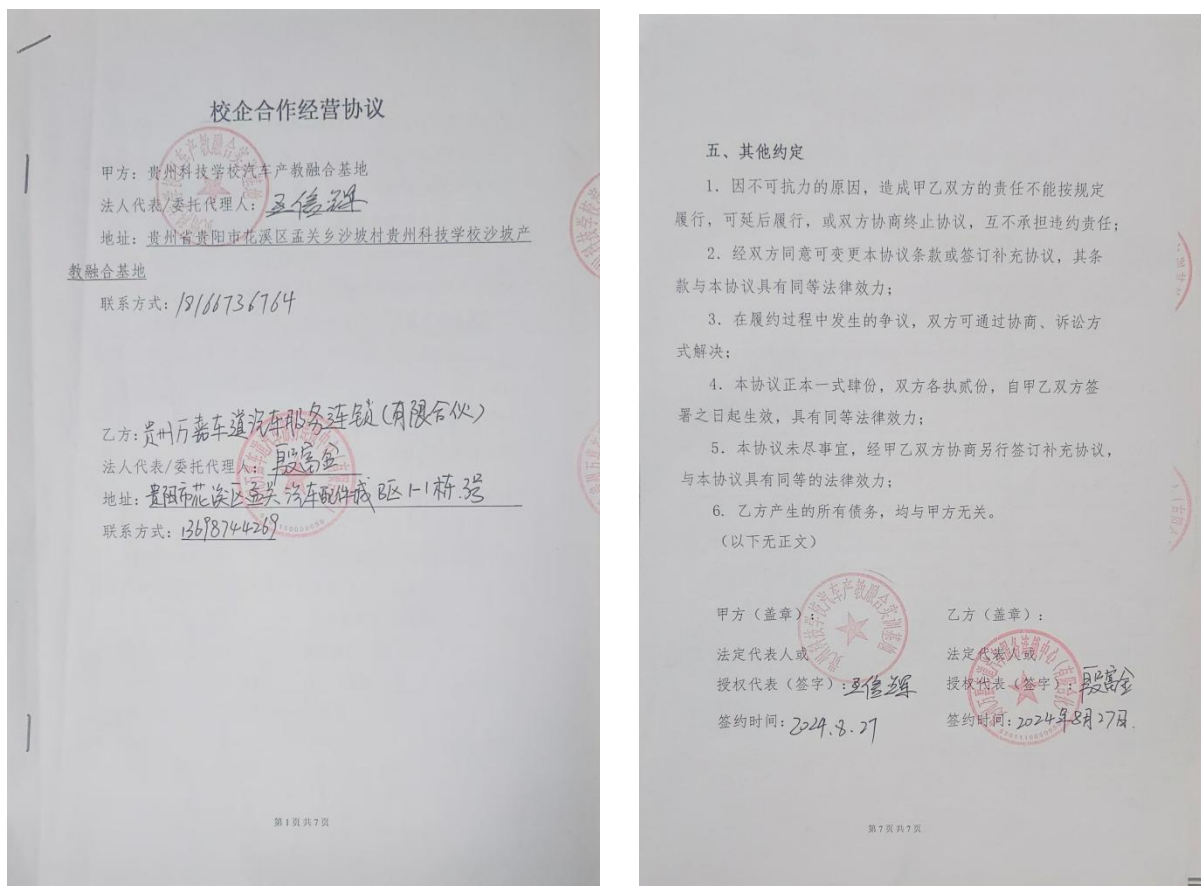 校企合作经营协议
甲方：贵州科技学校汽车产教融合基地
法人代表/委托代理人：王信辉
地址：贵州省贵阳市花溪区孟关乡沙坡村贵州科技学校沙坡产
教融合基地
联系方式：18166736764
乙方：贵州万嘉车道汽车服务连锁（有限合伙）
法人代表/委托代理人：段富金
地址：贵阳市花溪区孟关汽车配件城B区1-1栋3号
联系方式：13698744269
第1页共7页
五、其他约定
1．因不可抗力的原因，造成甲乙双方的责任不能按规定
履行，可延后履行，或双方协商终止协议，互不承担违约责任；
2．经双方同意可变更本协议条款或签订补充协议，其条
款与本协议具有同等法律效力；
3．在履约过程中发生的争议，双方可通过协商、诉讼方
式解决；
4．本协议正本一式肆份，双方各执贰份，自甲乙双方签
署之日起生效，具有同等法律效力；
5．本协议未尽事宜，经甲乙双方协商另行签订补充协议，
与本协议具有同等的法律效力；
6．乙方产生的所有债务，均与甲方无关。
（以下无正文）
甲方（盖章）：
法定代表人或
授权代表（签字）：王信辉
签约时间：2024.8.27
乙方（盖章）：
法定代表人或
授权代表（签字）：段富金
签约时间：2024年8月27日.
第7页共7页